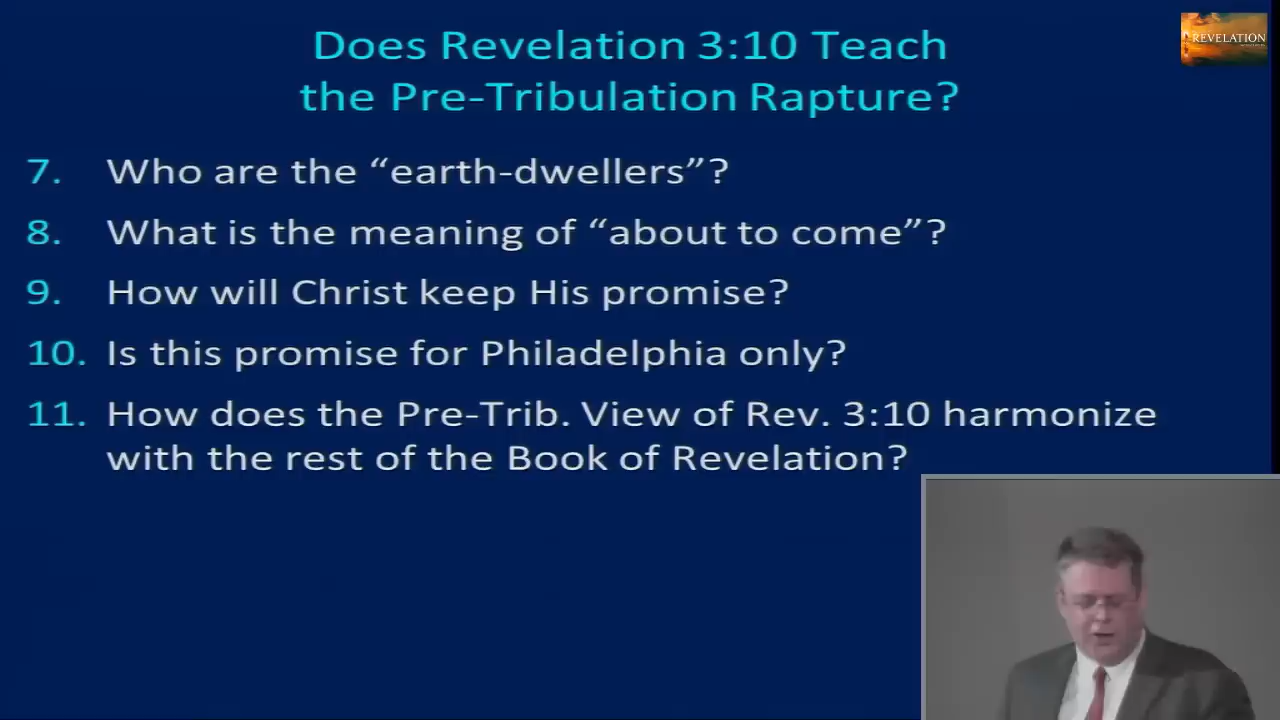 Does Revelation 3:10 Teach
the Pre-Tribulation Rapture?
REVELATION
7. Who are the “earth-dwellers”?
8. What is the meaning of “about to come”?
9. How will Christ keep His promise?
10. Is this promise for Philadelphia only?
11. How does the Pre-Trib. View of Rev. 3:10 harmonize
with the rest of the Book of Revelation?